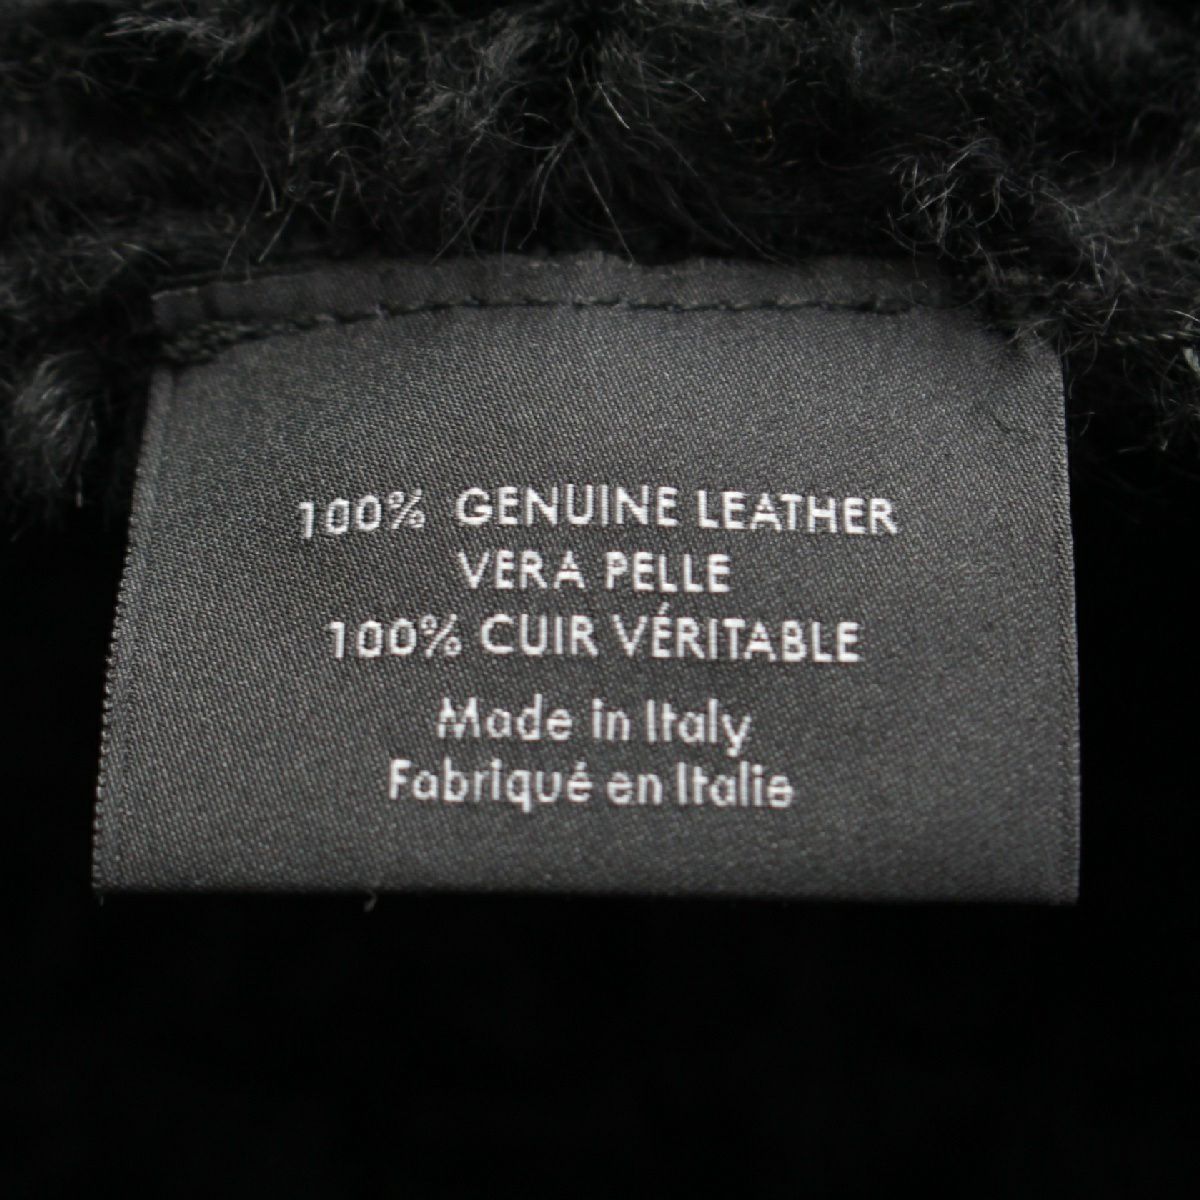 100% GENUINE LEATHER
VERA PELLE
100% CUIR VÉRITABLE
Made in Italy
Fabriqué en Italie